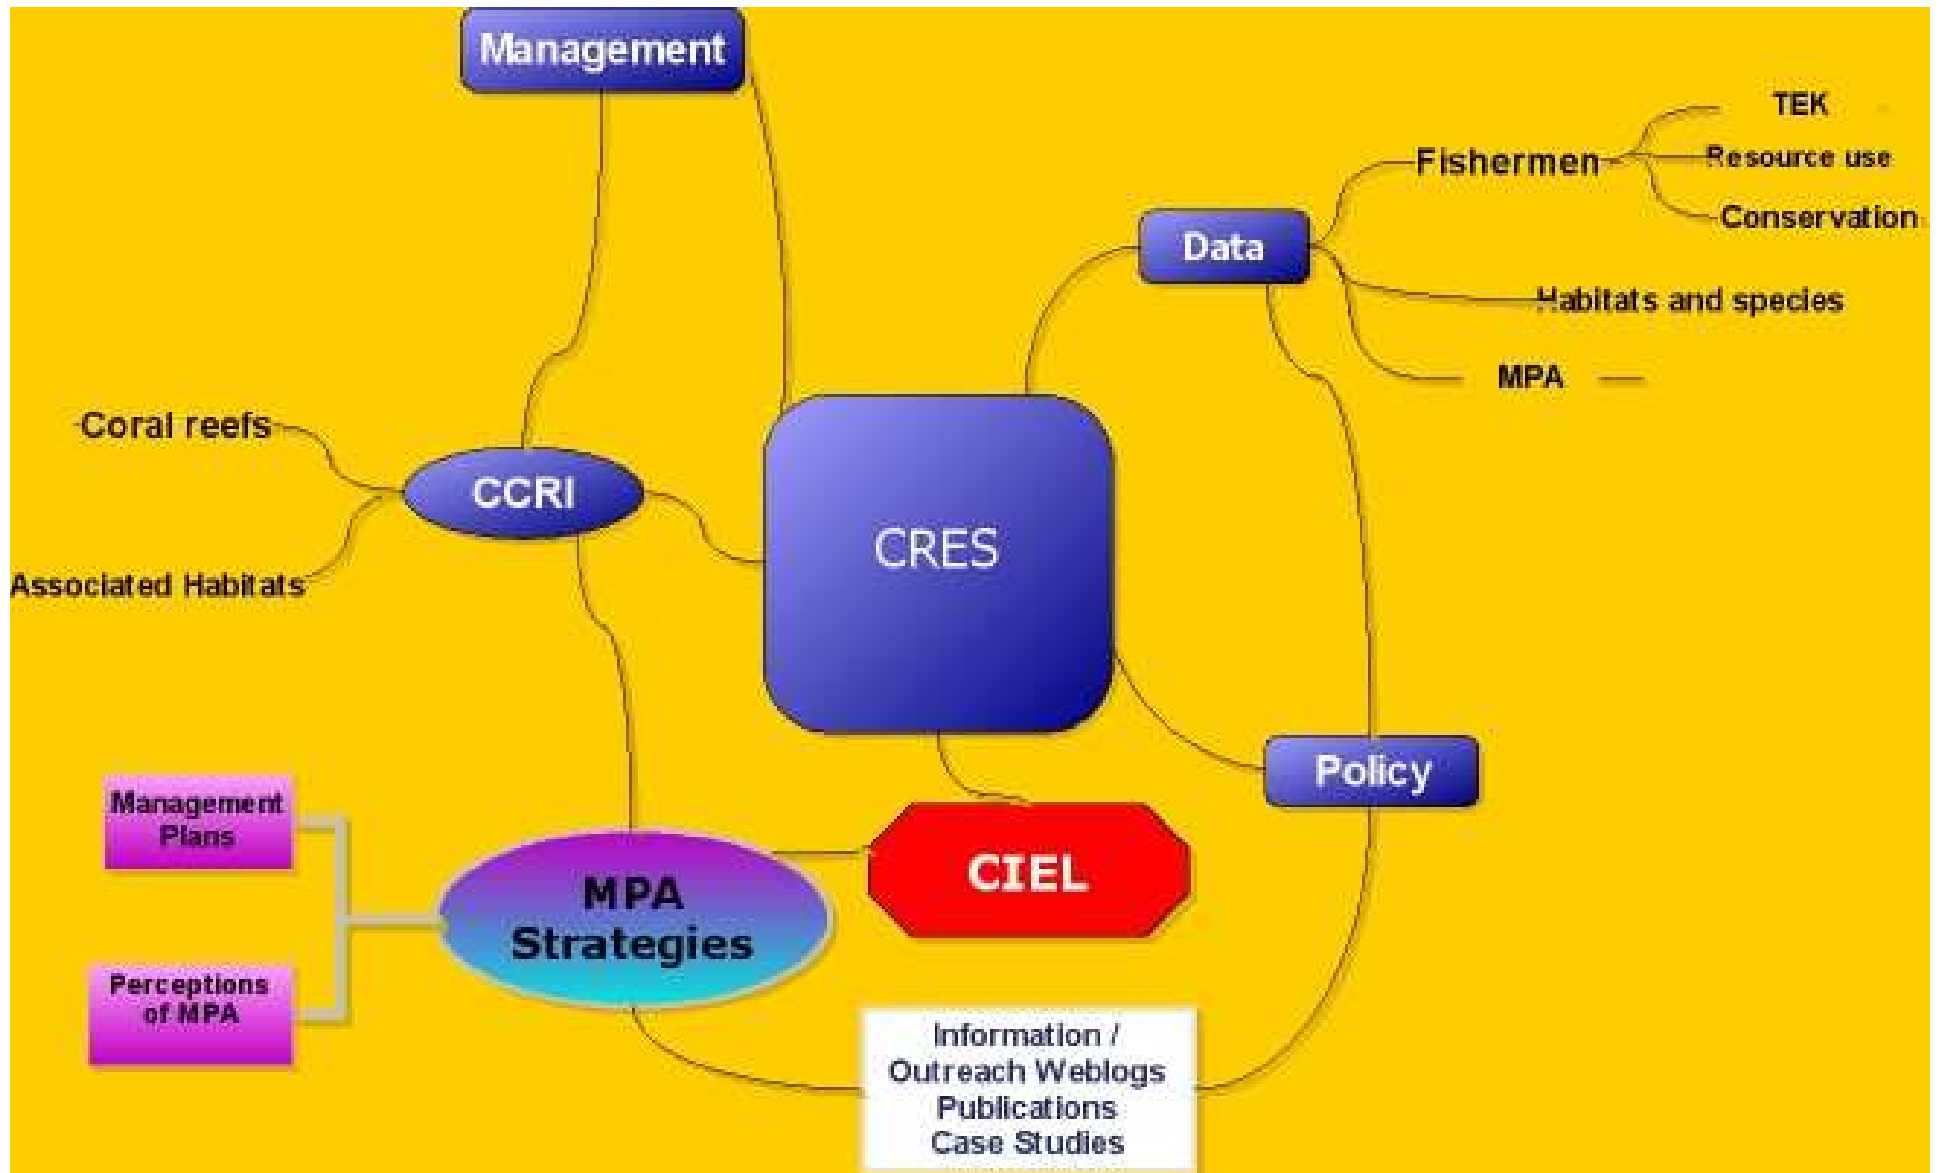 Management
TEK
Fishermen
Resource use
Conservation
Data
Habitats and species
MPA
Coral reefs
CCRI
Associated Habitats
CRES
Policy
Management
Plans
MPA
Strategies
CIEL
Perceptions
of MPA
Information /
Outreach Weblogs
Publications
Case Studies